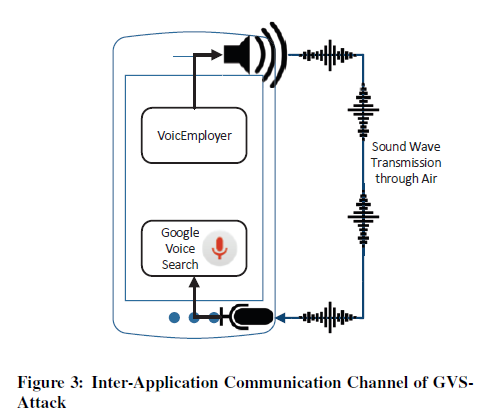 VoicEmployer
Sound Wave
Transmission
through Air
Google
Voice
Search
Figure 3: Inter-Application Communication Channel of GVS-
Attack